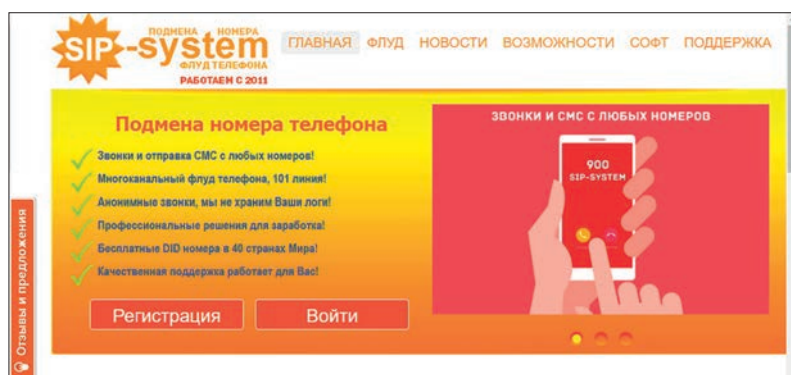 ПОДМЕНА НОМЕРА
SIP-system
ФЛУД ТЕЛЕФОНА
РАБОТАЕМ С 2011
ГЛАВНАЯ ФЛУД НОВОСТИ ВОЗМОЖНОСТИ СОФТ ПОДДЕРЖКА
Подмена номера телефона
Звонки и отправка СМС с любых номеров!
Многоканальный флуд телефона, 101 линия!
Анонимные звонки, мы не храним Ваши логи!
Профессиональные решения для заработка!
Бесплатные DID номера в 40 странах Мира!
Качественная поддержка работает для Вас!
Регистрация Войти
ЗВОНКИ И СМС С ЛЮБЫХ НОМЕРОВ
900
SIP-SYSTEM
Отзывы и предложения